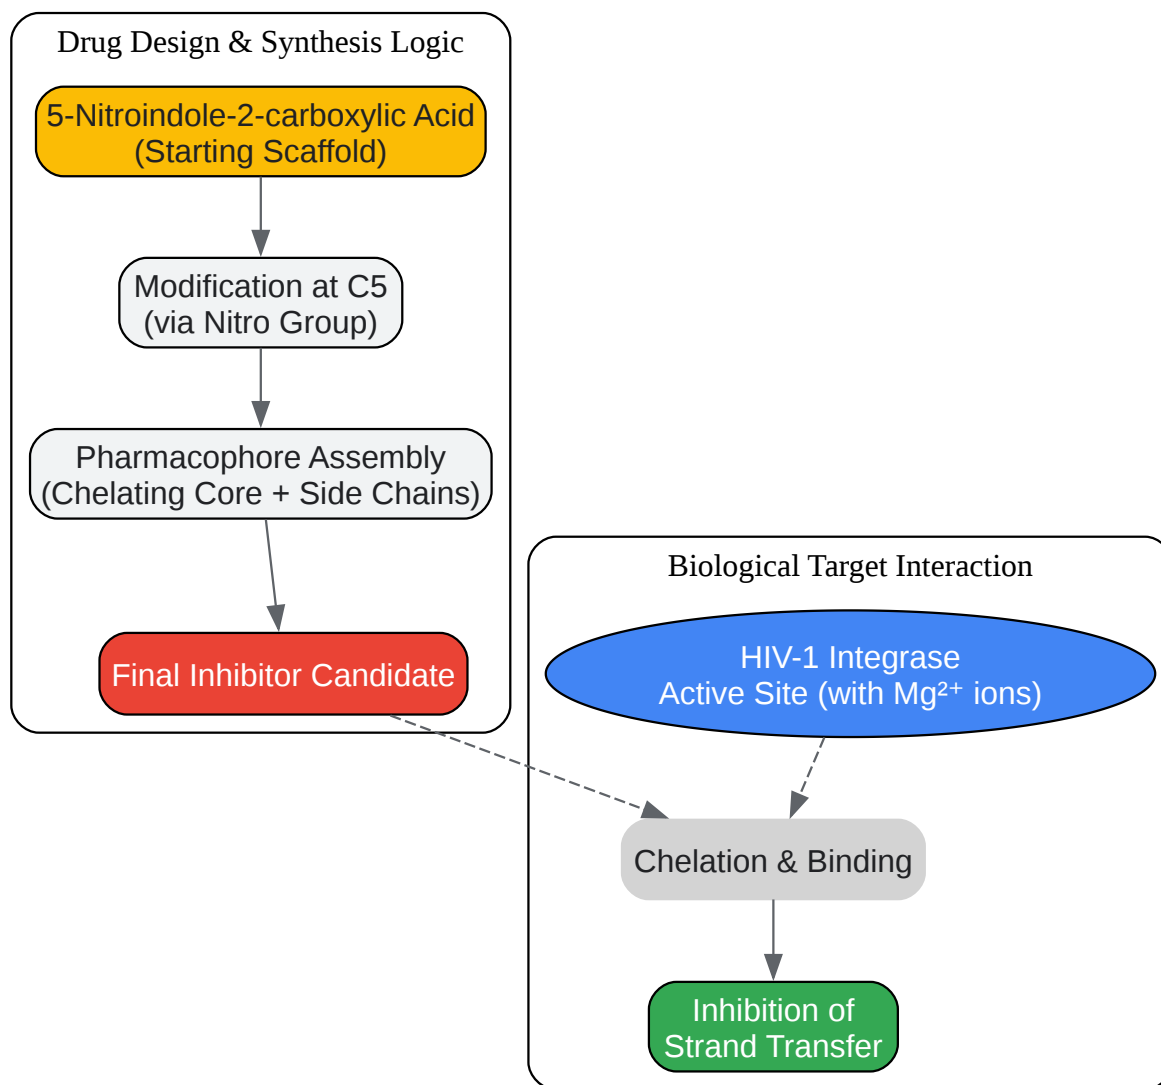 Drug Design & Synthesis Logic
5-Nitroindole-2-carboxylic Acid
(Starting Scaffold)
Modification at C5
(via Nitro Group)
Pharmacophore Assembly
(Chelating Core + Side Chains)
Final Inhibitor Candidate
Biological Target Interaction
HIV-1 Integrase
Active Site (with Mg²⁺ ions)
Chelation & Binding
Inhibition of
Strand Transfer